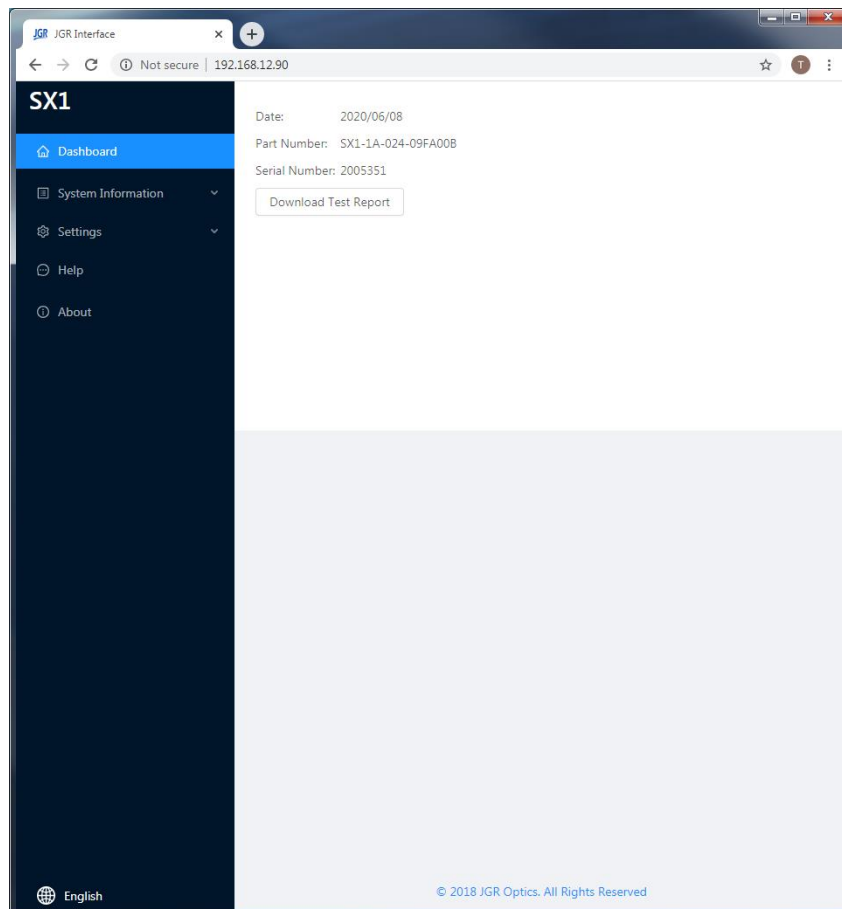 JGR JGR Interface
Not secure | 192.168.12.90
T
SX1
Dashboard
System Information
Settings
Help
About
English
Date: 2020/06/08
Part Number: SX1-1A-024-09FA00B
Serial Number: 2005351
Download Test Report
© 2018 JGR Optics. All Rights Reserved